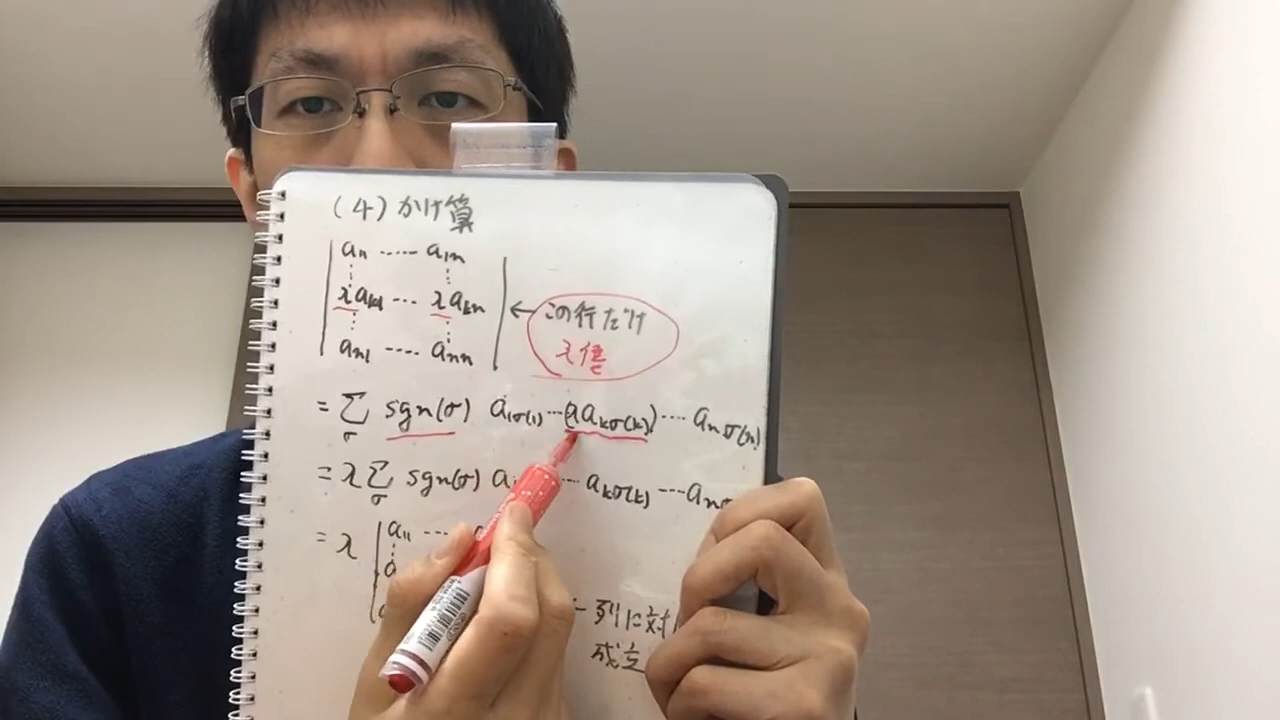 (4) かけ算
a₁₁ ····· a₁ₙ
λaₖ₁ ··· λaₖₙ ← この行だけ
λ倍
aₙ₁ ···· aₙₙ
= Σσ sgn(σ) a₁σ(₁) ··· (λaₖσ(ₖ)) ···· aₙσ(ₙ)
= λ Σσ sgn(σ) a ··· aₖσ(ₖ) ··· aₙσ
= λ | a₁₁ ···
a
列に対
成立